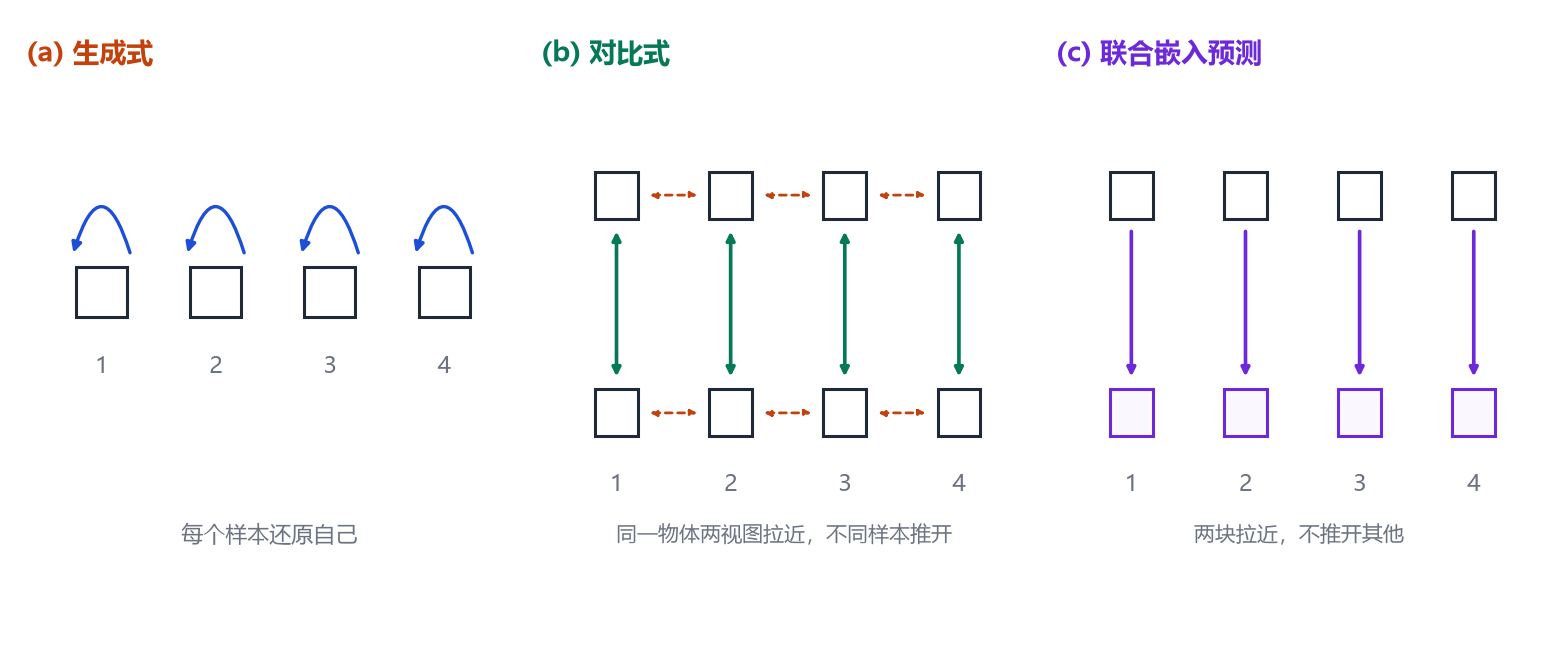 (a) 生成式
1 2 3 4
每个样本还原自己
(b) 对比式
1 2 3 4
同一物体两视图拉近，不同样本推开
(c) 联合嵌入预测
1 2 3 4
两块拉近，不推开其他